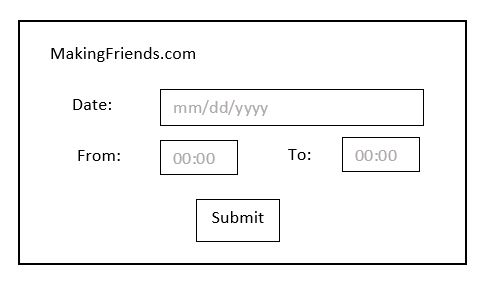 MakingFriends.com
Date: mm/dd/yyyy
From: 00:00 To: 00:00
Submit